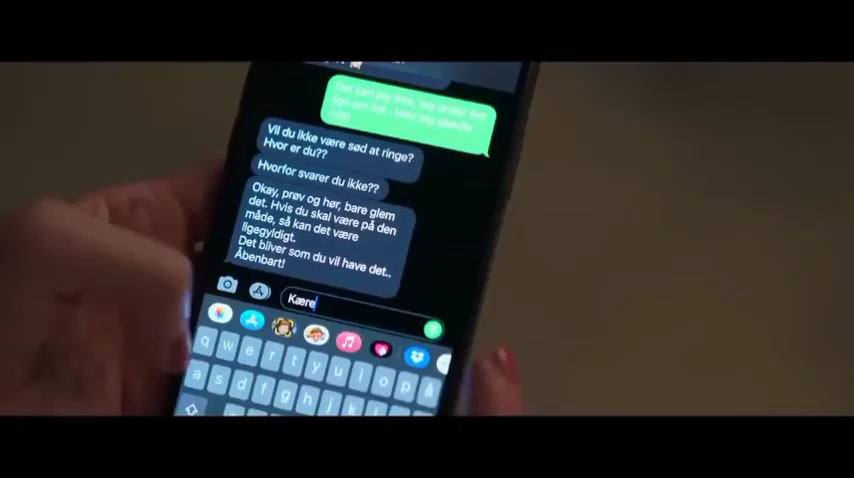 Vil du ikke være sød at ringe?
Hvor er du??
Hvorfor svarer du ikke??
Okay, prøv og hør, bare glem
det. Hvis du skal være på den
måde, så kan det være
ligegyldigt.
Det bliver som du vil have det..
Åbenbart!
Kære
q w e r t y u i o p å
a s d f g h j k l